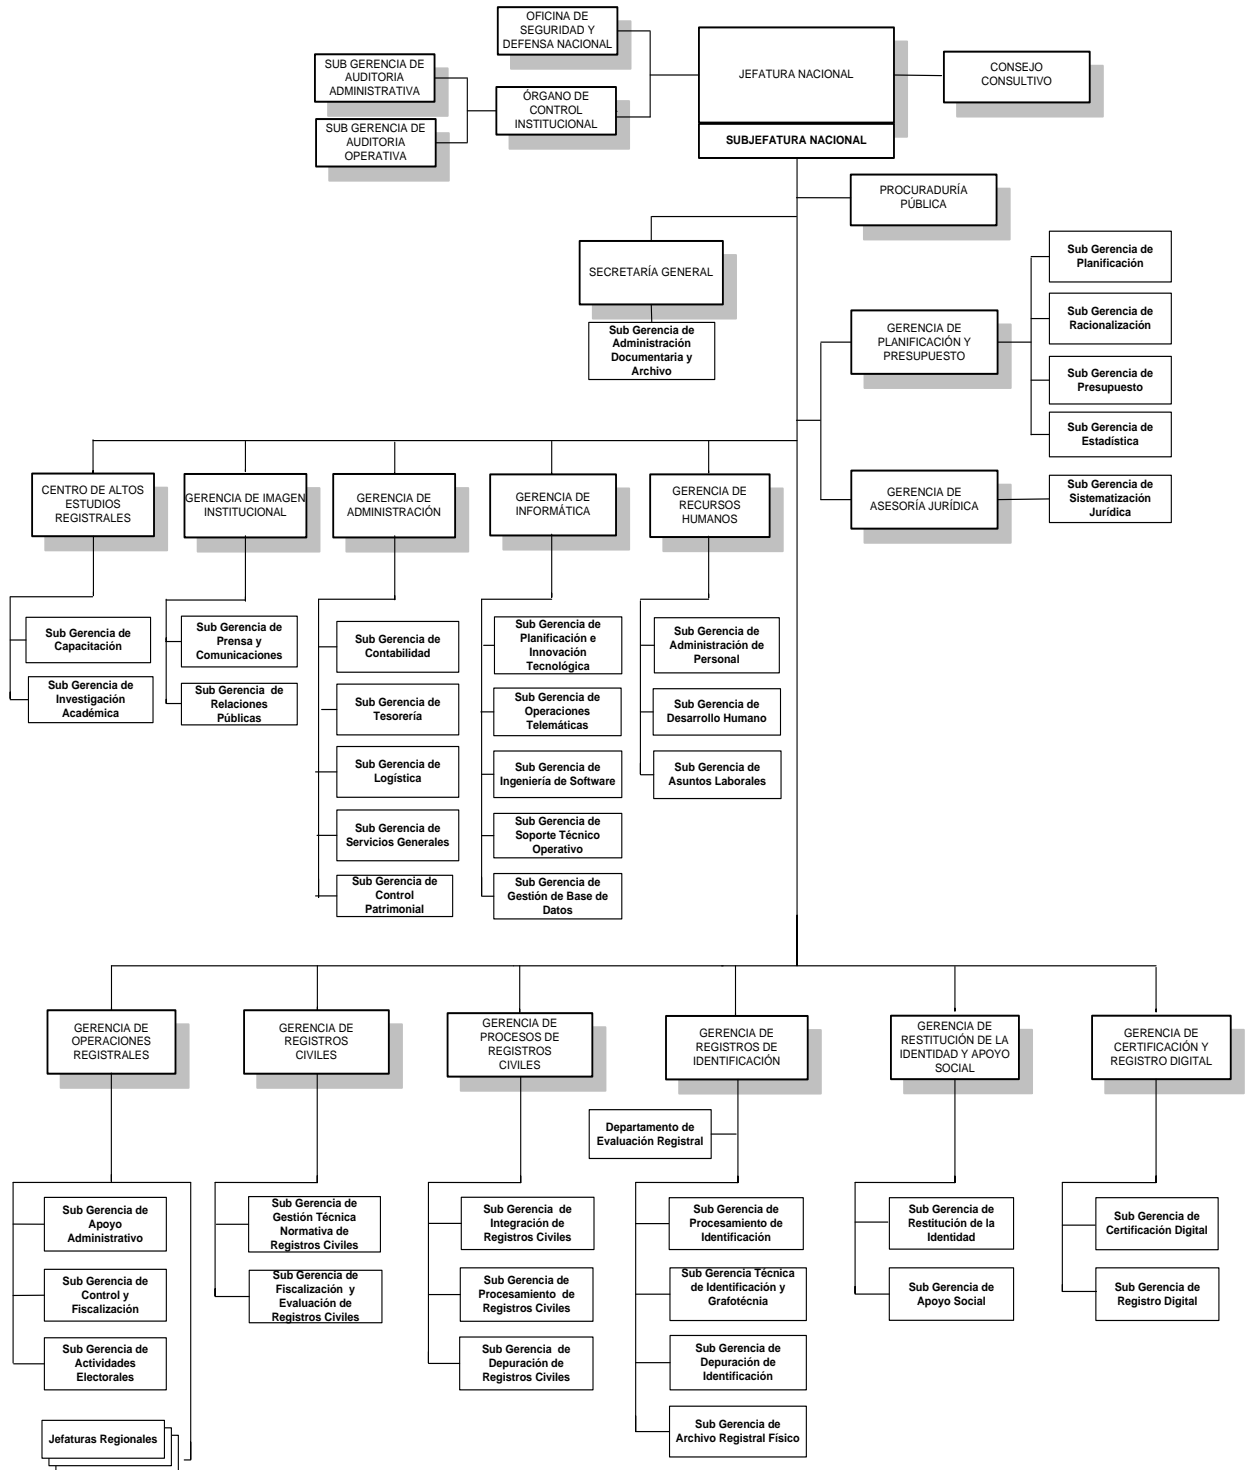 OFICINA DE
SEGURIDAD Y
DEFENSA NACIONAL
JEFATURA NACIONAL
SUBJEFATURA NACIONAL
CONSEJO
CONSULTIVO
SUB GERENCIA DE
AUDITORIA
ADMINISTRATIVA
ÓRGANO DE
CONTROL
INSTITUCIONAL
SUB GERENCIA DE
AUDITORIA
OPERATIVA
PROCURADURÍA
PÚBLICA
SECRETARÍA GENERAL
Sub Gerencia de
Administración
Documentaria y
Archivo
GERENCIA DE
PLANIFICACIÓN Y
PRESUPUESTO
Sub Gerencia de
Planificación
Sub Gerencia de
Racionalización
Sub Gerencia de
Presupuesto
Sub Gerencia de
Estadística
GERENCIA DE
ASESORÍA JURÍDICA
Sub Gerencia de
Sistematización
Jurídica
CENTRO DE ALTOS
ESTUDIOS
REGISTRALES
GERENCIA DE IMAGEN
INSTITUCIONAL
GERENCIA DE
ADMINISTRACIÓN
GERENCIA DE
INFORMÁTICA
GERENCIA DE
RECURSOS
HUMANOS
Sub Gerencia de
Capacitación
Sub Gerencia de
Investigación
Académica
Sub Gerencia de
Prensa y
Comunicaciones
Sub Gerencia  de
Relaciones
Públicas
Sub Gerencia de
Contabilidad
Sub Gerencia de
Tesorería
Sub Gerencia de
Logística
Sub Gerencia de
Servicios Generales
Sub Gerencia de
Control
Patrimonial
Sub Gerencia de
Planificación e
Innovación
Tecnológica
Sub Gerencia de
Operaciones
Telemáticas
Sub Gerencia de
Ingeniería de Software
Sub Gerencia de
Soporte Técnico
Operativo
Sub Gerencia de
Gestión de Base de
Datos
Sub Gerencia de
Administración de
Personal
Sub Gerencia de
Desarrollo Humano
Sub Gerencia de
Asuntos Laborales
GERENCIA DE
OPERACIONES
REGISTRALES
GERENCIA DE
REGISTROS
CIVILES
GERENCIA DE
PROCESOS DE
REGISTROS
CIVILES
GERENCIA DE
REGISTROS DE
IDENTIFICACIÓN
GERENCIA DE
RESTITUCIÓN DE LA
IDENTIDAD Y APOYO
SOCIAL
GERENCIA DE
CERTIFICACIÓN Y
REGISTRO DIGITAL
Departamento de
Evaluación Registral
Sub Gerencia de
Apoyo
Administrativo
Sub Gerencia de
Control y
Fiscalización
Sub Gerencia de
Actividades
Electorales
Jefaturas Regionales
Sub Gerencia de
Gestión Técnica
Normativa de
Registros Civiles
Sub Gerencia de
Fiscalización  y
Evaluación de
Registros Civiles
Sub Gerencia  de
Integración de
Registros Civiles
Sub Gerencia de
Procesamiento  de
Registros Civiles
Sub Gerencia  de
Depuración de
Registros Civiles
Sub Gerencia de
Procesamiento de
Identificación
Sub Gerencia Técnica
de Identificación y
Grafotécnia
Sub Gerencia de
Depuración de
Identificación
Sub Gerencia de
Archivo Registral Físico
Sub Gerencia de
Restitución de la
Identidad
Sub Gerencia de
Apoyo Social
Sub Gerencia de
Certificación Digital
Sub Gerencia de
Registro Digital